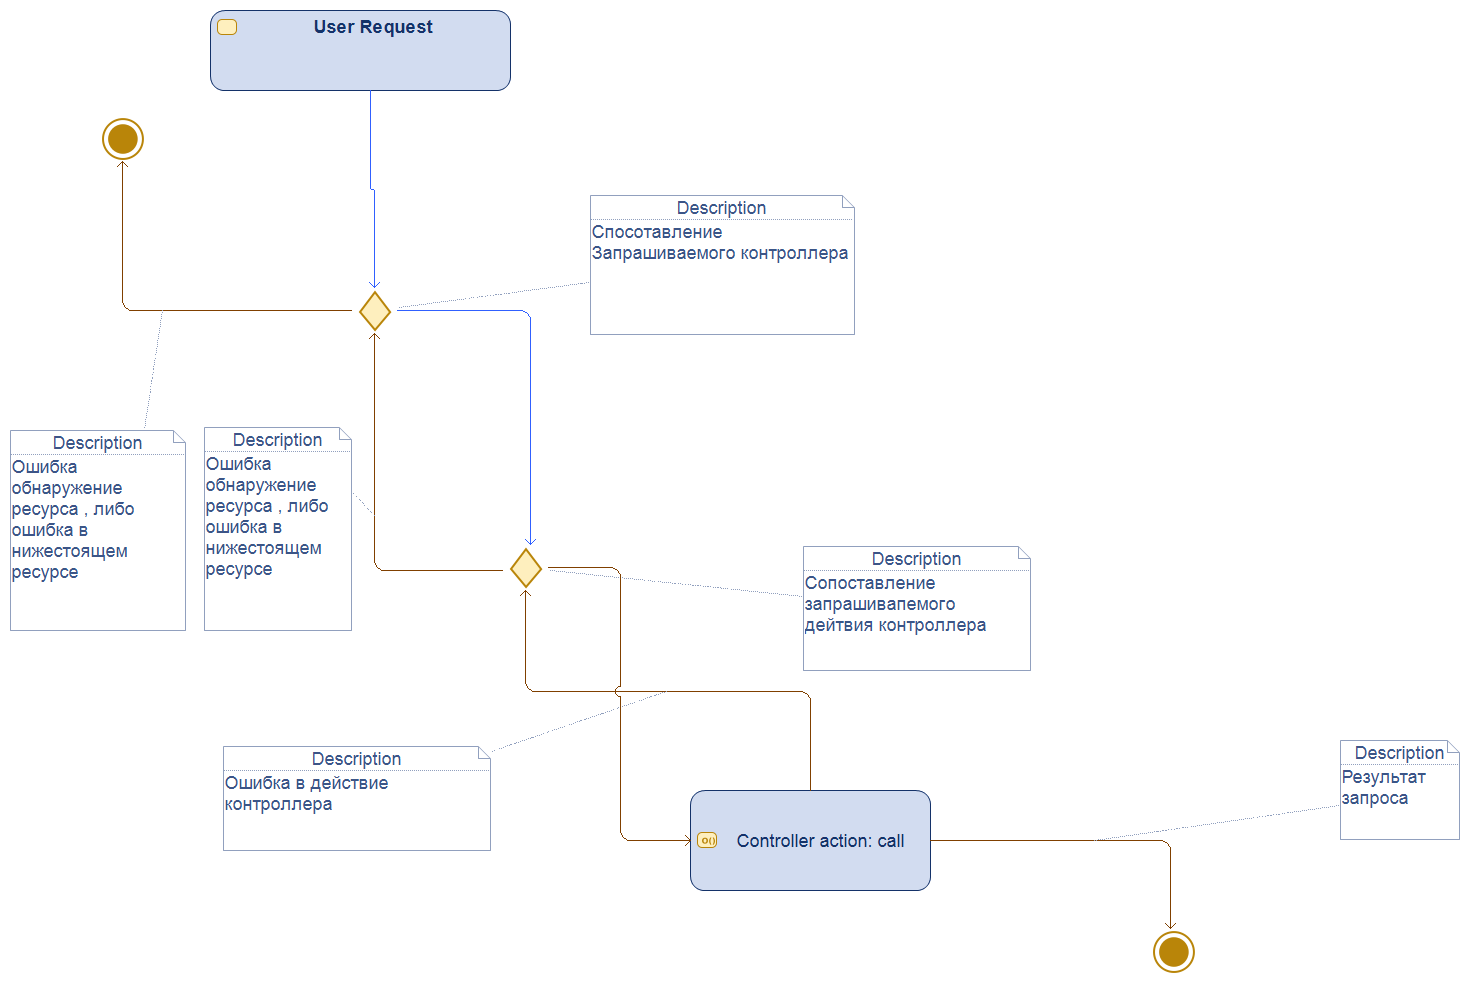 User Request
Description
Спосотавление
Запрашиваемого контроллера
Description
Ошибка
обнаружение
ресурса , либо
ошибка в
нижестоящем
ресурсе
Description
Ошибка
обнаружение
ресурса , либо
ошибка в
нижестоящем
ресурсе
Description
Сопоставление
запрашивапемого
дейтвия контроллера
Description
Ошибка в действие
контроллера
Description
Результат
запроса
O()
Controller action: call